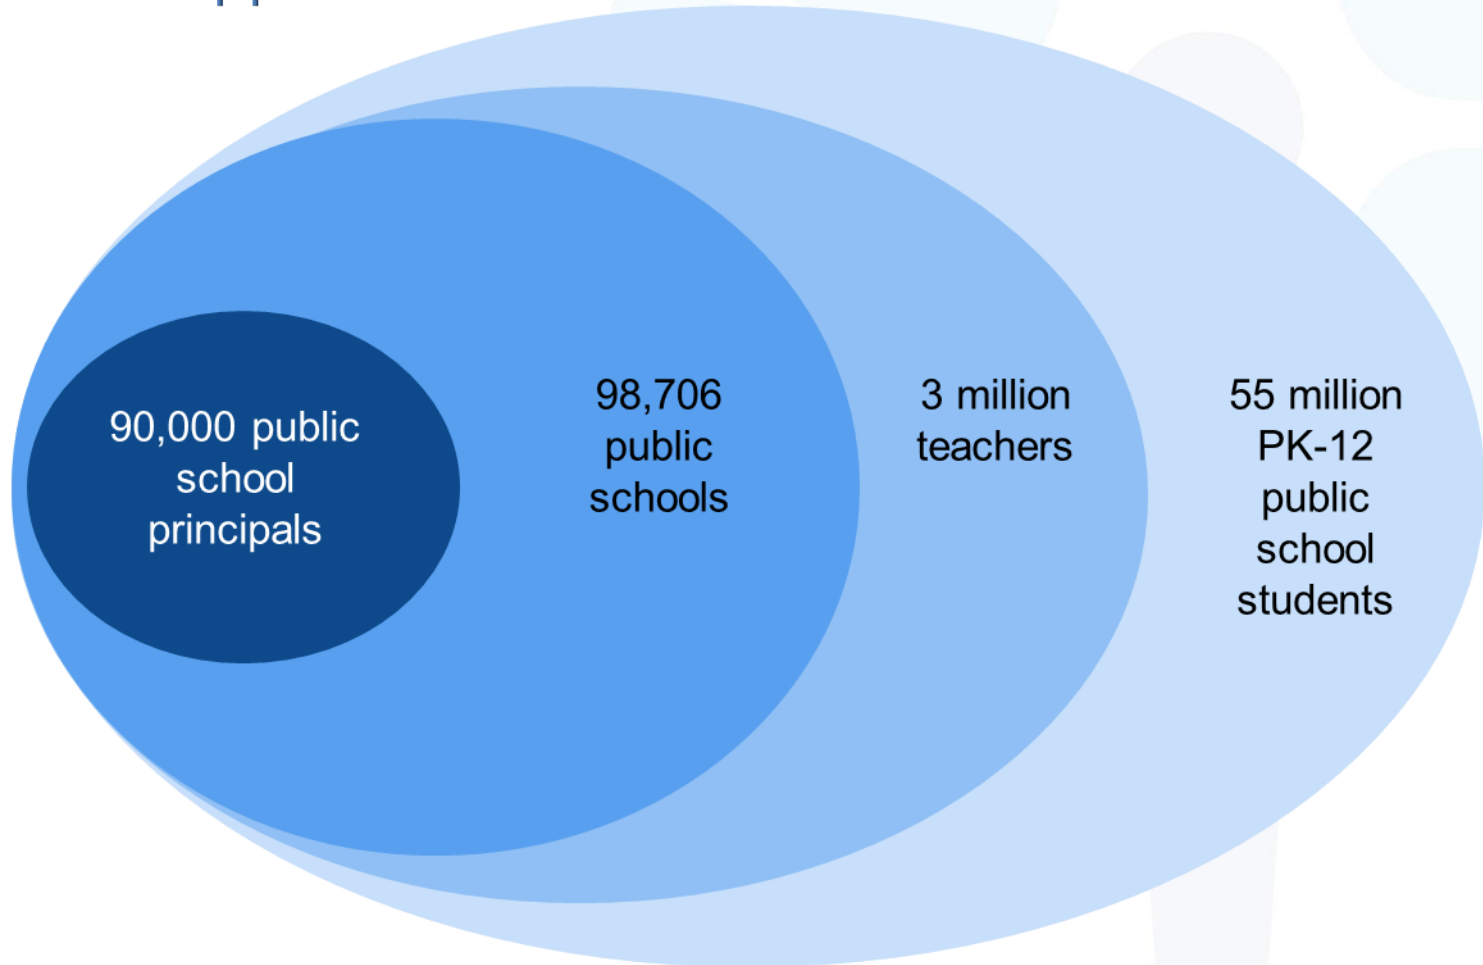 90,000 public
school
principals
98,706
public
schools
3 million
teachers
55 million
PK-12
public
school
students